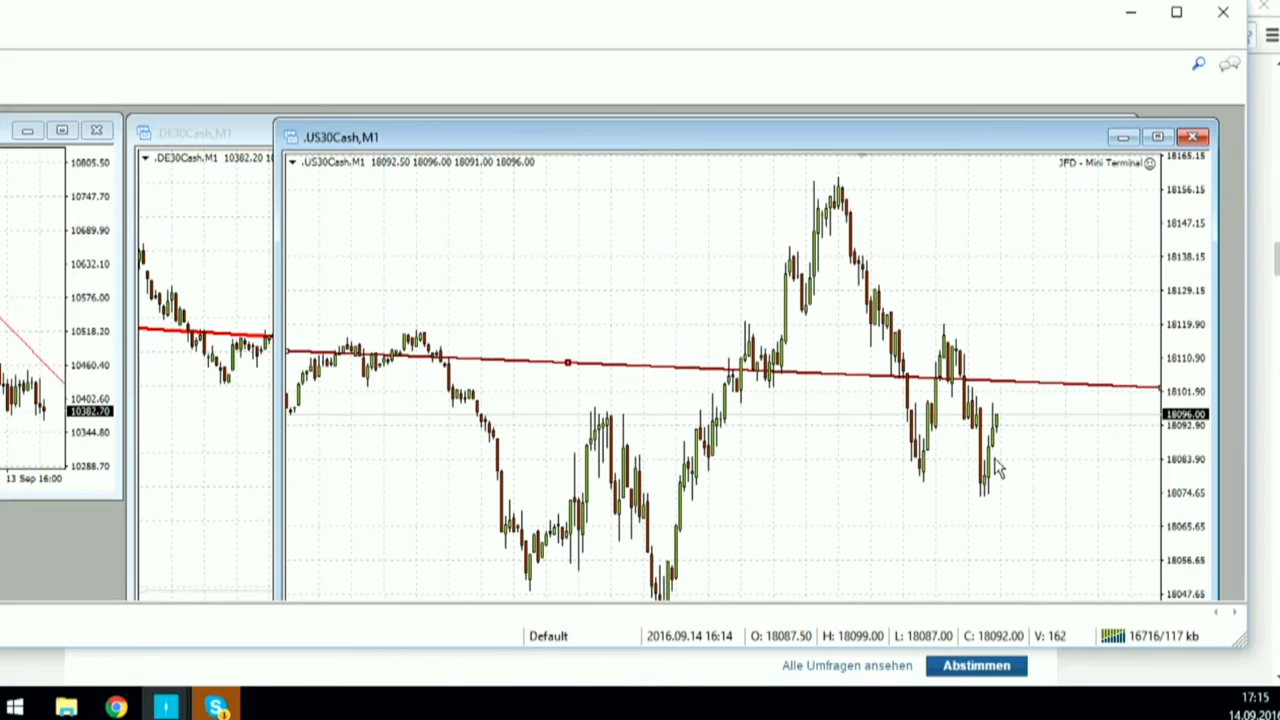 .DE30Cash,M1
.US30Cash,M1
.DE30Cash,M1 10382.20 1
.US30Cash,M1 18092.50 18096.00 18091.00 18096.00
JFD - Mini Terminal
10805.50
10747.70
10689.90
10632.10
10576.00
10518.20
10460.40
10402.60
10382.70
10344.80
10288.70
13 Sep 16:00
18165.15
18156.15
18147.15
18138.15
18129.15
18119.90
18110.90
18101.90
18096.00
18092.90
18083.90
18074.65
18065.65
18056.65
18047.65
Default
2016.09.14 16:14
O: 18087.50
H: 18099.00
L: 18087.00
C: 18092.00
V: 162
16716/117 kb
Alle Umfragen ansehen
Abstimmen
17:15
14.09.201